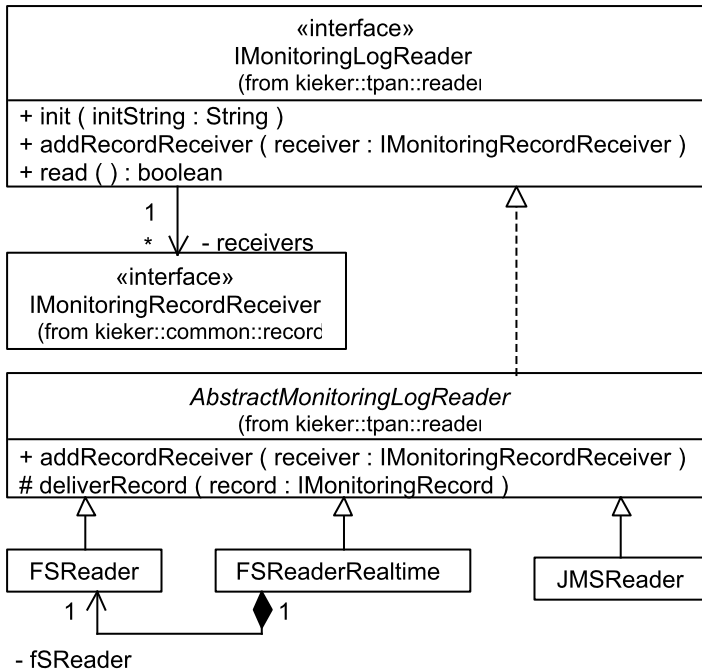 «interface»
IMonitoringLogReader
(from kieker::tpan::reader
+ init ( initString : String )
+ addRecordReceiver ( receiver : IMonitoringRecordReceiver )
+ read ( ) : boolean
1
* - receivers
«interface»
IMonitoringRecordReceiver
(from kieker::common::record
AbstractMonitoringLogReader
(from kieker::tpan::reader
+ addRecordReceiver ( receiver : IMonitoringRecordReceiver )
# deliverRecord ( record : IMonitoringRecord )
FSReader FSReaderRealtime JMSReader
1 1
- fSReader